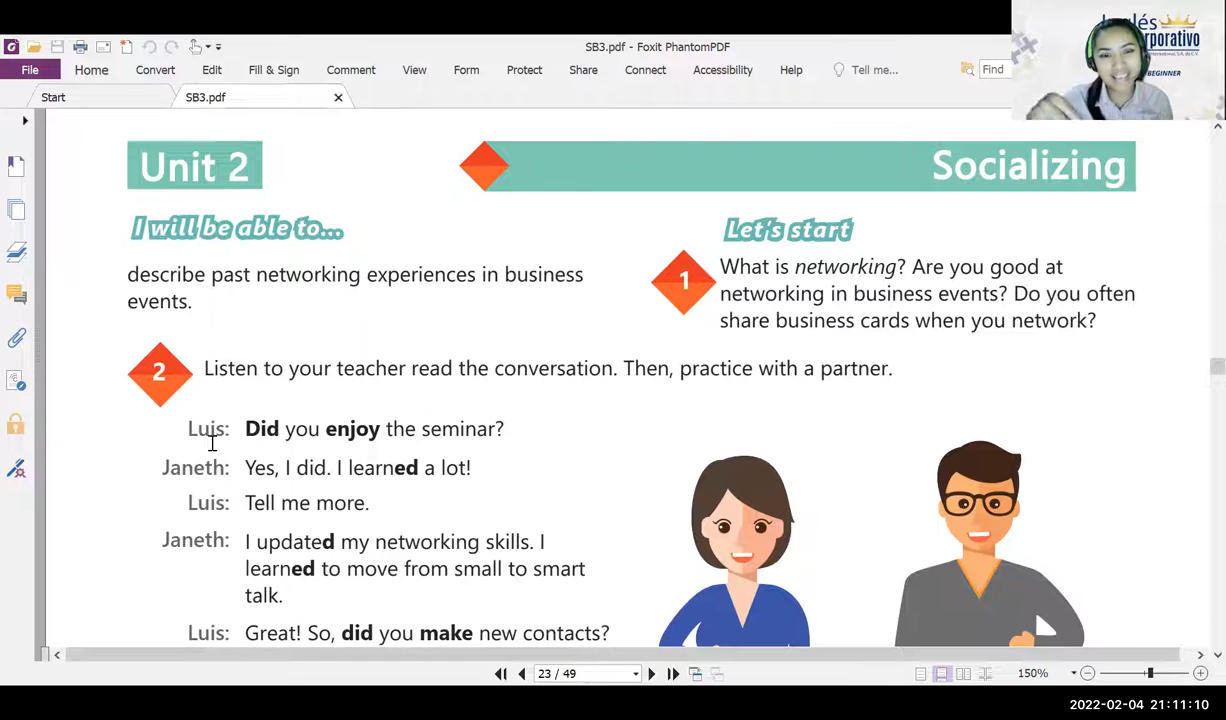 SB3.pdf - Foxit PhantomPDF
File Home Convert Edit Fill & Sign Comment View Form Protect Share Connect Accessibility Help Tell me... Find
Start SB3.pdf
BEGINNER
Unit 2 Socializing
I will be able to...
describe past networking experiences in business
events.
Let's start
1 What is networking? Are you good at
networking in business events? Do you often
share business cards when you network?
2 Listen to your teacher read the conversation. Then, practice with a partner.
Luis: Did you enjoy the seminar?
Janeth: Yes, I did. I learned a lot!
Luis: Tell me more.
Janeth: I updated my networking skills. I
learned to move from small to smart
talk.
Luis: Great! So, did you make new contacts?
23 / 49 150%
2022-02-04 21:11:10